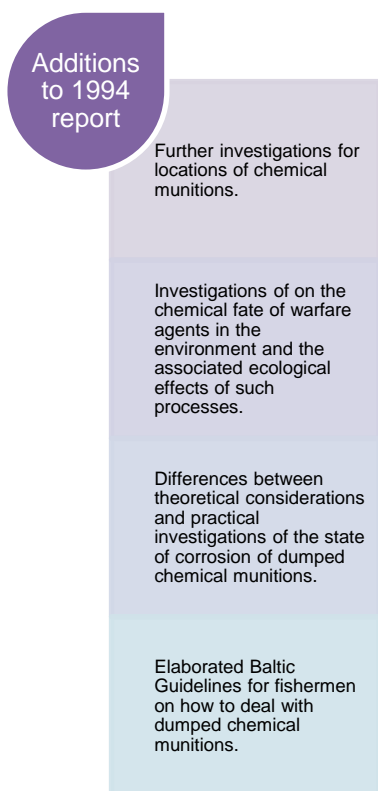 Additions
to 1994
report
Further investigations for
locations of chemical
munitions.
Investigations of on the
chemical fate of warfare
agents in the
environment and the
associated ecological
effects of such
processes.
Differences between
theoretical considerations
and practical
investigations of the state
of corrosion of dumped
chemical munitions.
Elaborated Baltic
Guidelines for fishermen
on how to deal with
dumped chemical
munitions.